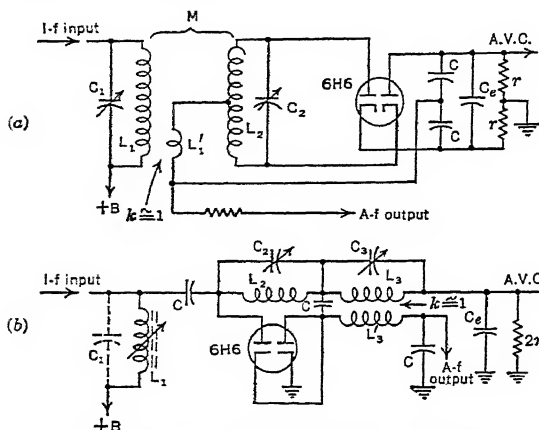 I-f input
M
A.V.C.
C₁
L₁
L₁'
L₂
C₂
6H6
C
C
Cₑ
r
r
(a)
+B
k≅1
A-f output
I-f input
C₂
C₃
L₂
L₃
A.V.C.
C
C
k≅1
Cₑ
(b)
C₁
L₁
6H6
L₃'
C
2r
A-f
output
+B